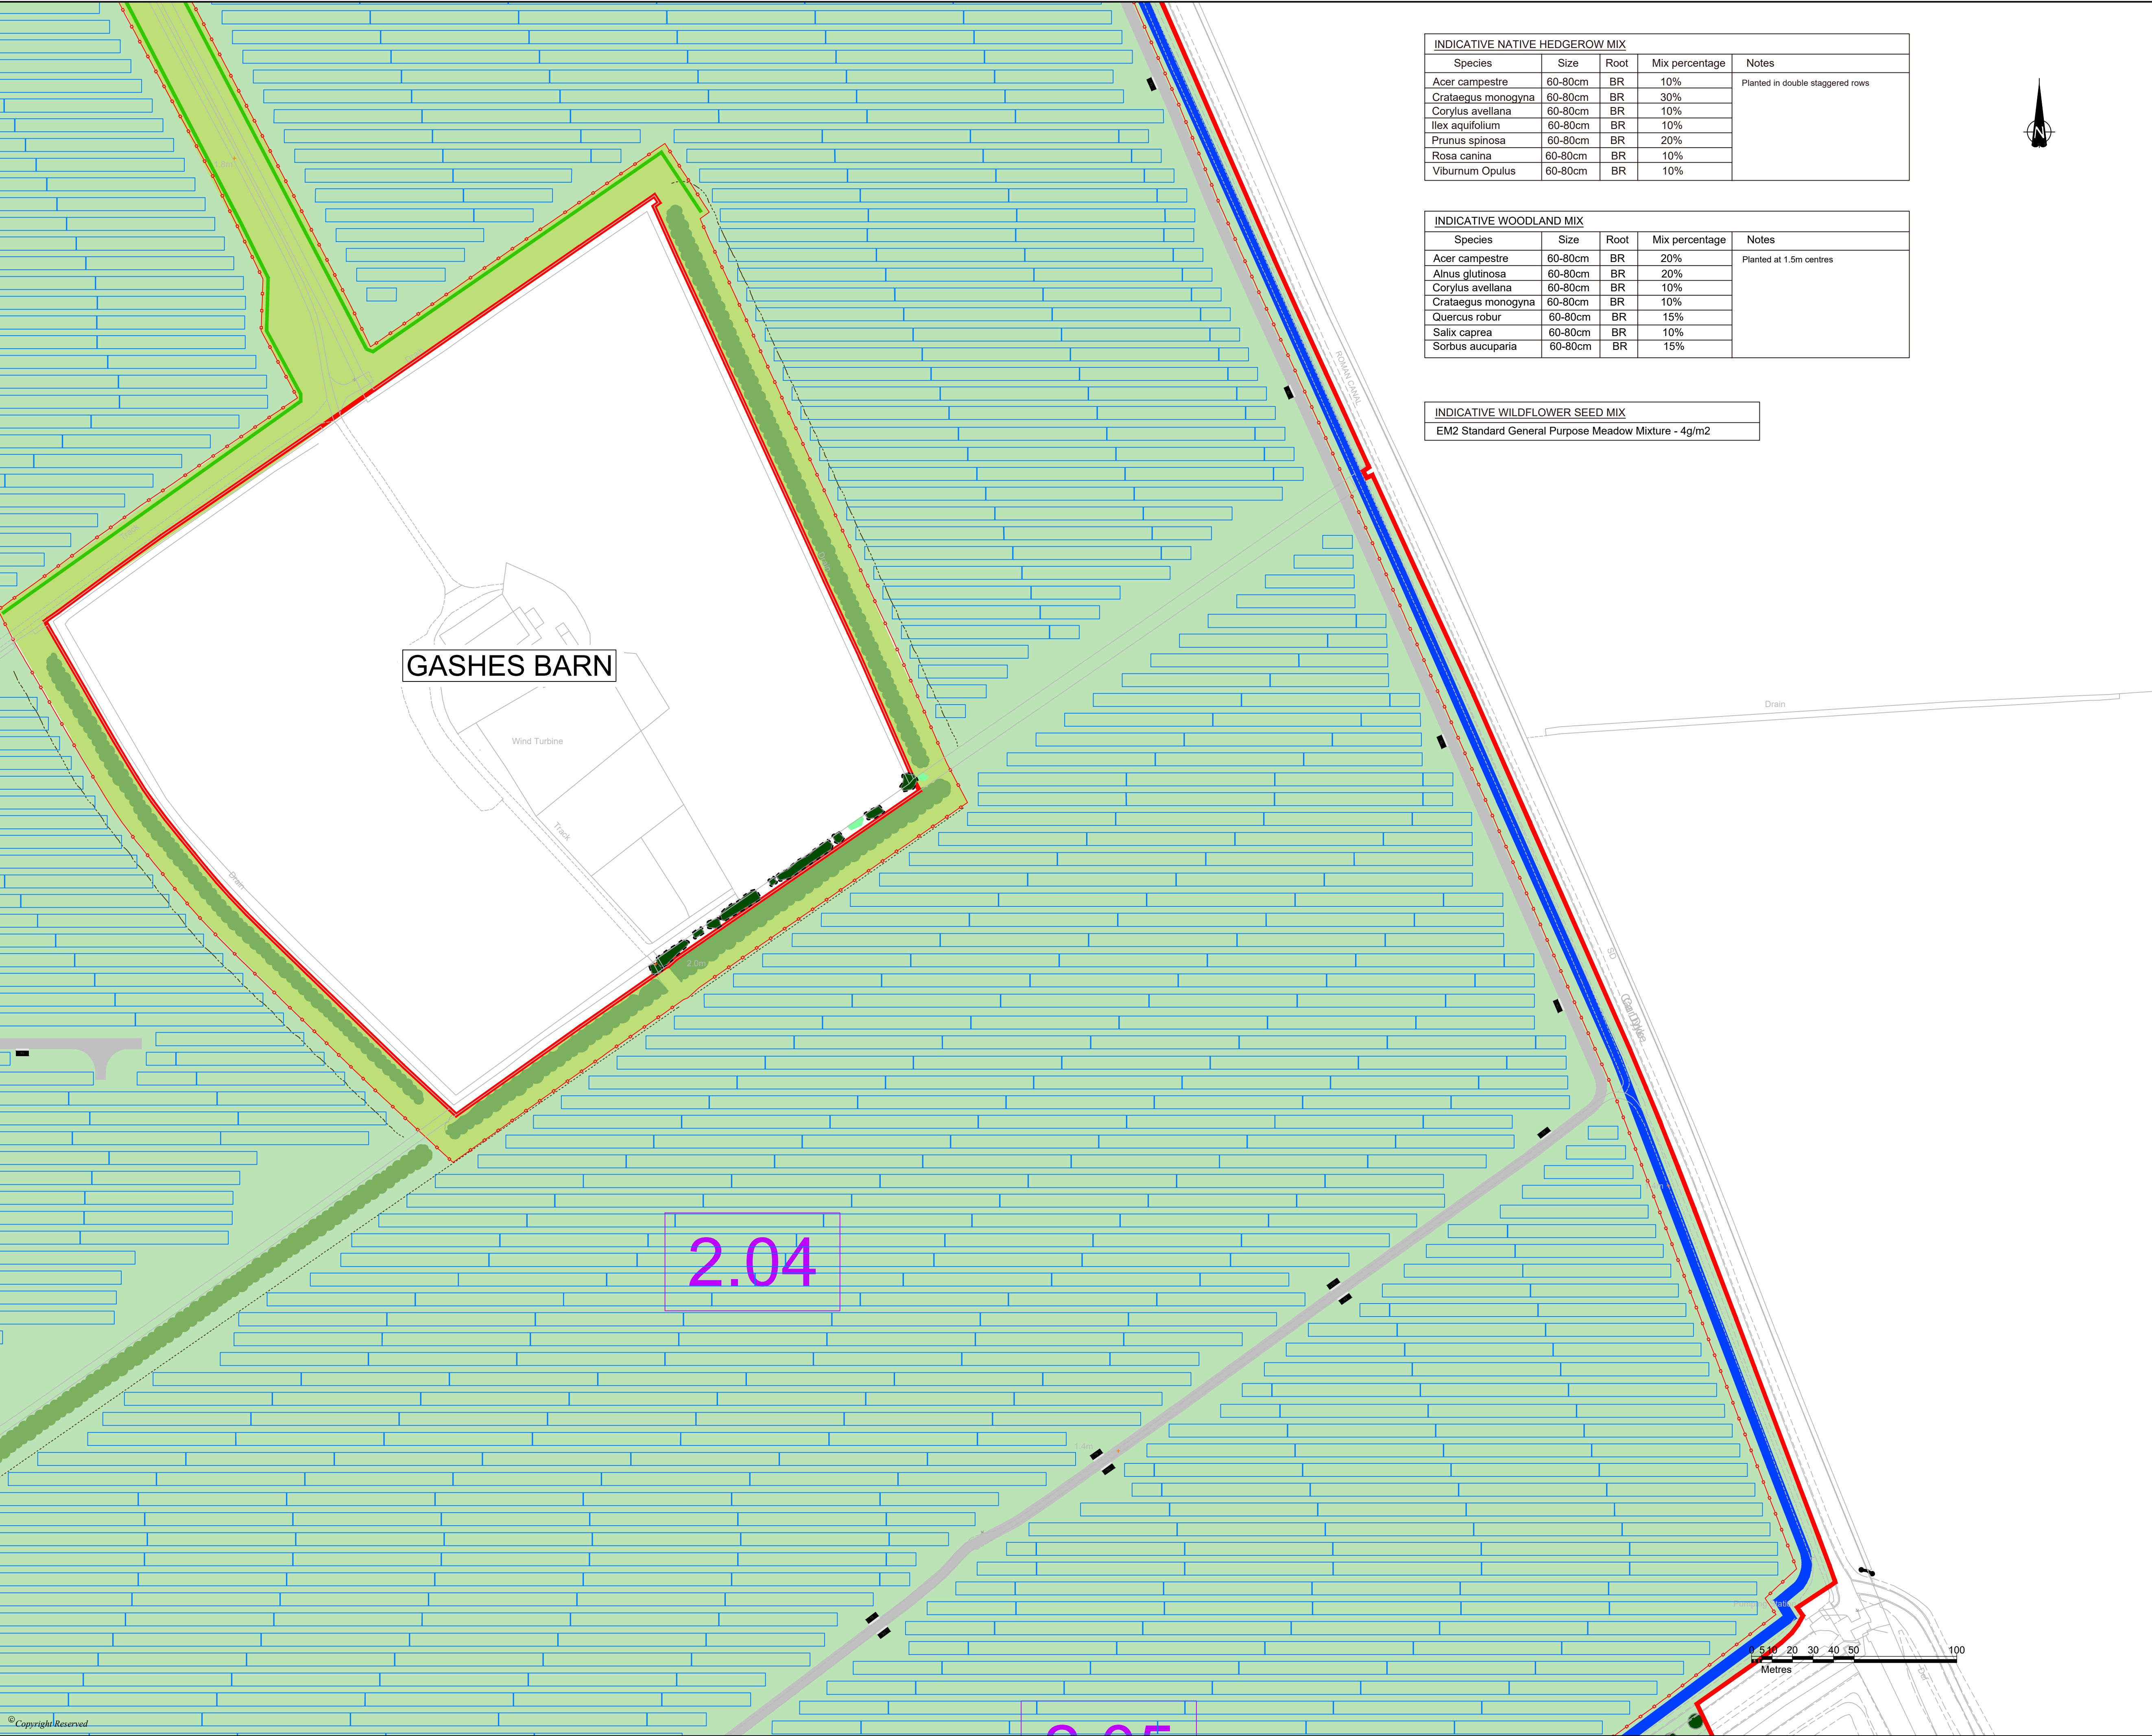 INDICATIVE NATIVE HEDGEROW MIX
Species Size Root Mix percentage Notes
Acer campestre 60-80cm BR 10% Planted in double staggered rows
Crataegus monogyna 60-80cm BR 30%
Corylus avellana 60-80cm BR 10%
Ilex aquifolium 60-80cm BR 10%
Prunus spinosa 60-80cm BR 20%
Rosa canina 60-80cm BR 10%
Viburnum Opulus 60-80cm BR 10%
N
INDICATIVE WOODLAND MIX
Species Size Root Mix percentage Notes
Acer campestre 60-80cm BR 20% Planted at 1.5m centres
Alnus glutinosa 60-80cm BR 20%
Corylus avellana 60-80cm BR 10%
Crataegus monogyna 60-80cm BR 10%
Quercus robur 60-80cm BR 15%
Salix caprea 60-80cm BR 10%
Sorbus aucuparia 60-80cm BR 15%
INDICATIVE WILDFLOWER SEED MIX
EM2 Standard General Purpose Meadow Mixture - 4g/m2
ROMAN CANAL
GASHES BARN
Drain
Wind Turbine
Track
Drain
2.0m
2.04
0 5 10 20 30 40 50 100
Metres
© Copyright Reserved